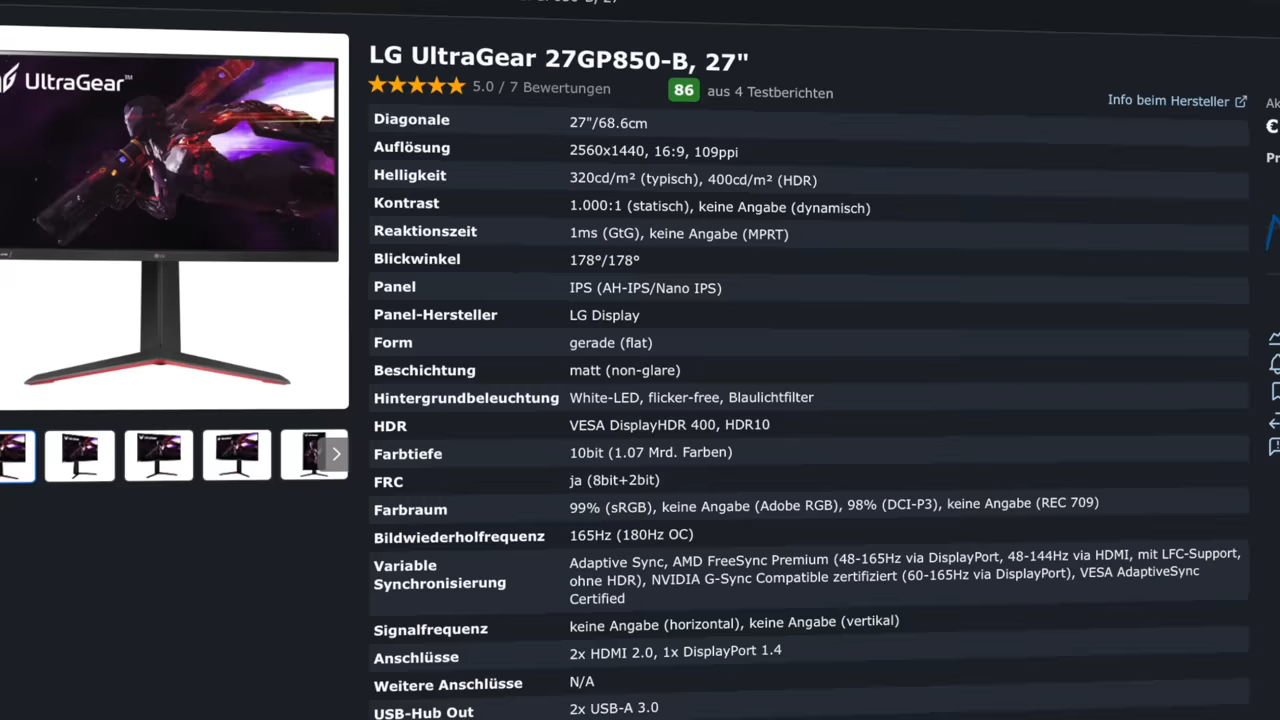 UltraGear™
LG UltraGear 27GP850-B, 27"
5.0 / 7 Bewertungen
86 aus 4 Testberichten
Info beim Hersteller
€
Diagonale 27"/68.6cm
Auflösung 2560x1440, 16:9, 109ppi
Helligkeit 320cd/m² (typisch), 400cd/m² (HDR)
Kontrast 1.000:1 (statisch), keine Angabe (dynamisch)
Reaktionszeit 1ms (GtG), keine Angabe (MPRT)
Blickwinkel 178°/178°
Panel IPS (AH-IPS/Nano IPS)
Panel-Hersteller LG Display
Form gerade (flat)
Beschichtung matt (non-glare)
Hintergrundbeleuchtung White-LED, flicker-free, Blaulichtfilter
HDR VESA DisplayHDR 400, HDR10
Farbtiefe 10bit (1.07 Mrd. Farben)
FRC ja (8bit+2bit)
Farbraum 99% (sRGB), keine Angabe (Adobe RGB), 98% (DCI-P3), keine Angabe (REC 709)
Bildwiederholfrequenz 165Hz (180Hz OC)
Variable Adaptive Sync, AMD FreeSync Premium (48-165Hz via DisplayPort, 48-144Hz via HDMI, mit LFC-Support,
Synchronisierung ohne HDR), NVIDIA G-Sync Compatible zertifiziert (60-165Hz via DisplayPort), VESA AdaptiveSync
Certified
Signalfrequenz keine Angabe (horizontal), keine Angabe (vertikal)
Anschlüsse 2x HDMI 2.0, 1x DisplayPort 1.4
Weitere Anschlüsse N/A
USB-Hub Out 2x USB-A 3.0